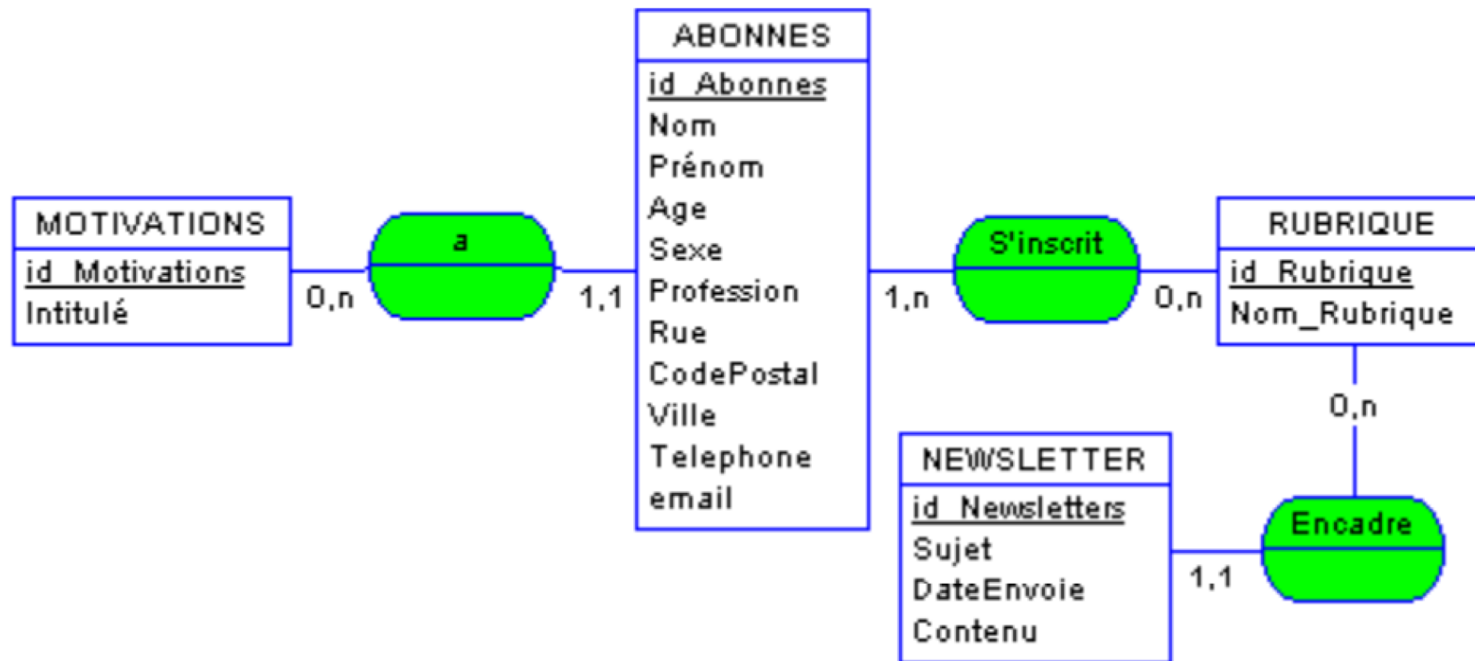 MOTIVATIONS
id_Motivations
Intitulé
0,n
a
1,1
ABONNES
id_Abonnes
Nom
Prénom
Age
Sexe
Profession
Rue
CodePostal
Ville
Telephone
email
1,n
S'inscrit
0,n
RUBRIQUE
id_Rubrique
Nom_Rubrique
0,n
Encadre
1,1
NEWSLETTER
id_Newsletters
Sujet
DateEnvoie
Contenu